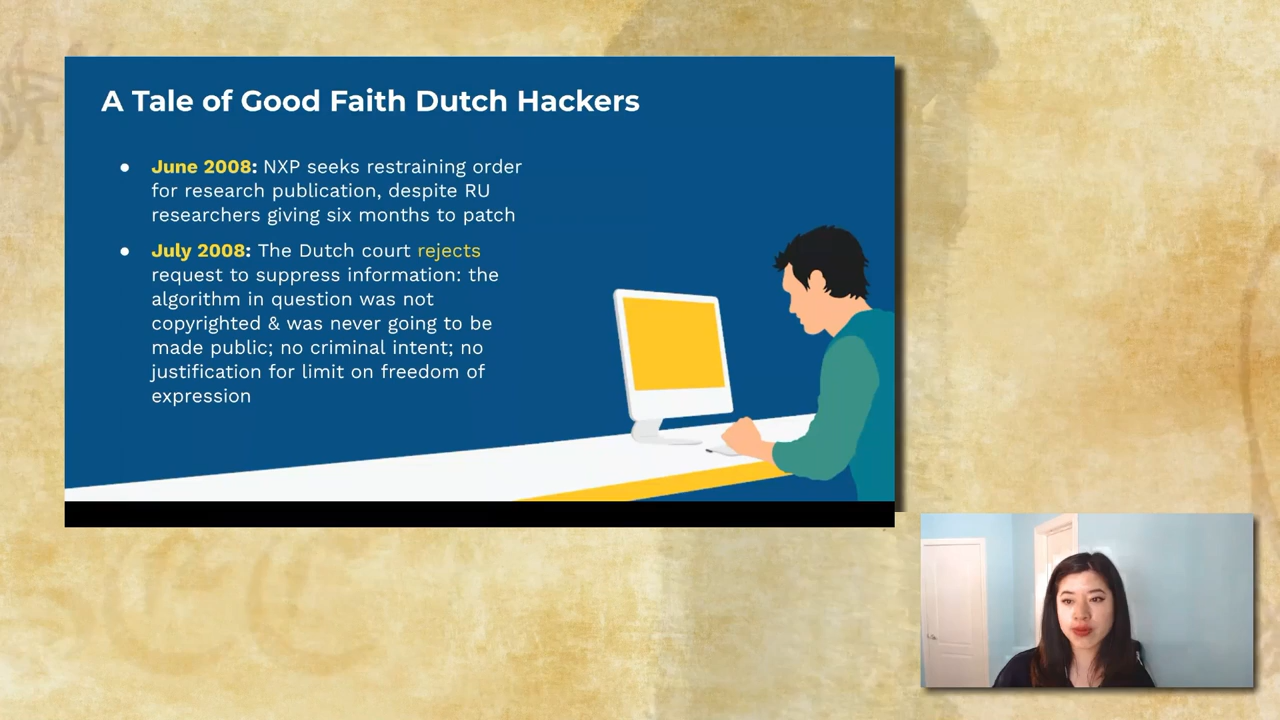 A Tale of Good Faith Dutch Hackers
● June 2008: NXP seeks restraining order
for research publication, despite RU
researchers giving six months to patch
● July 2008: The Dutch court rejects
request to suppress information: the
algorithm in question was not
copyrighted & was never going to be
made public; no criminal intent; no
justification for limit on freedom of
expression